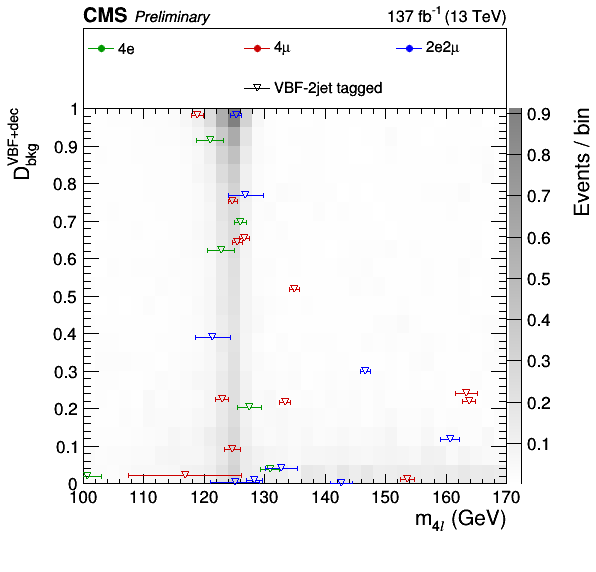 CMS Preliminary 137 fb⁻¹ (13 TeV)
4e 4μ 2e2μ
VBF-2jet tagged
D_bkg^VBF+dec
1
0.9
0.8
0.7
0.6
0.5
0.4
0.3
0.2
0.1
0
100 110 120 130 140 150 160 170
m_4l (GeV)
0.9
0.8
0.7
0.6
0.5
0.4
0.3
0.2
0.1
Events / bin